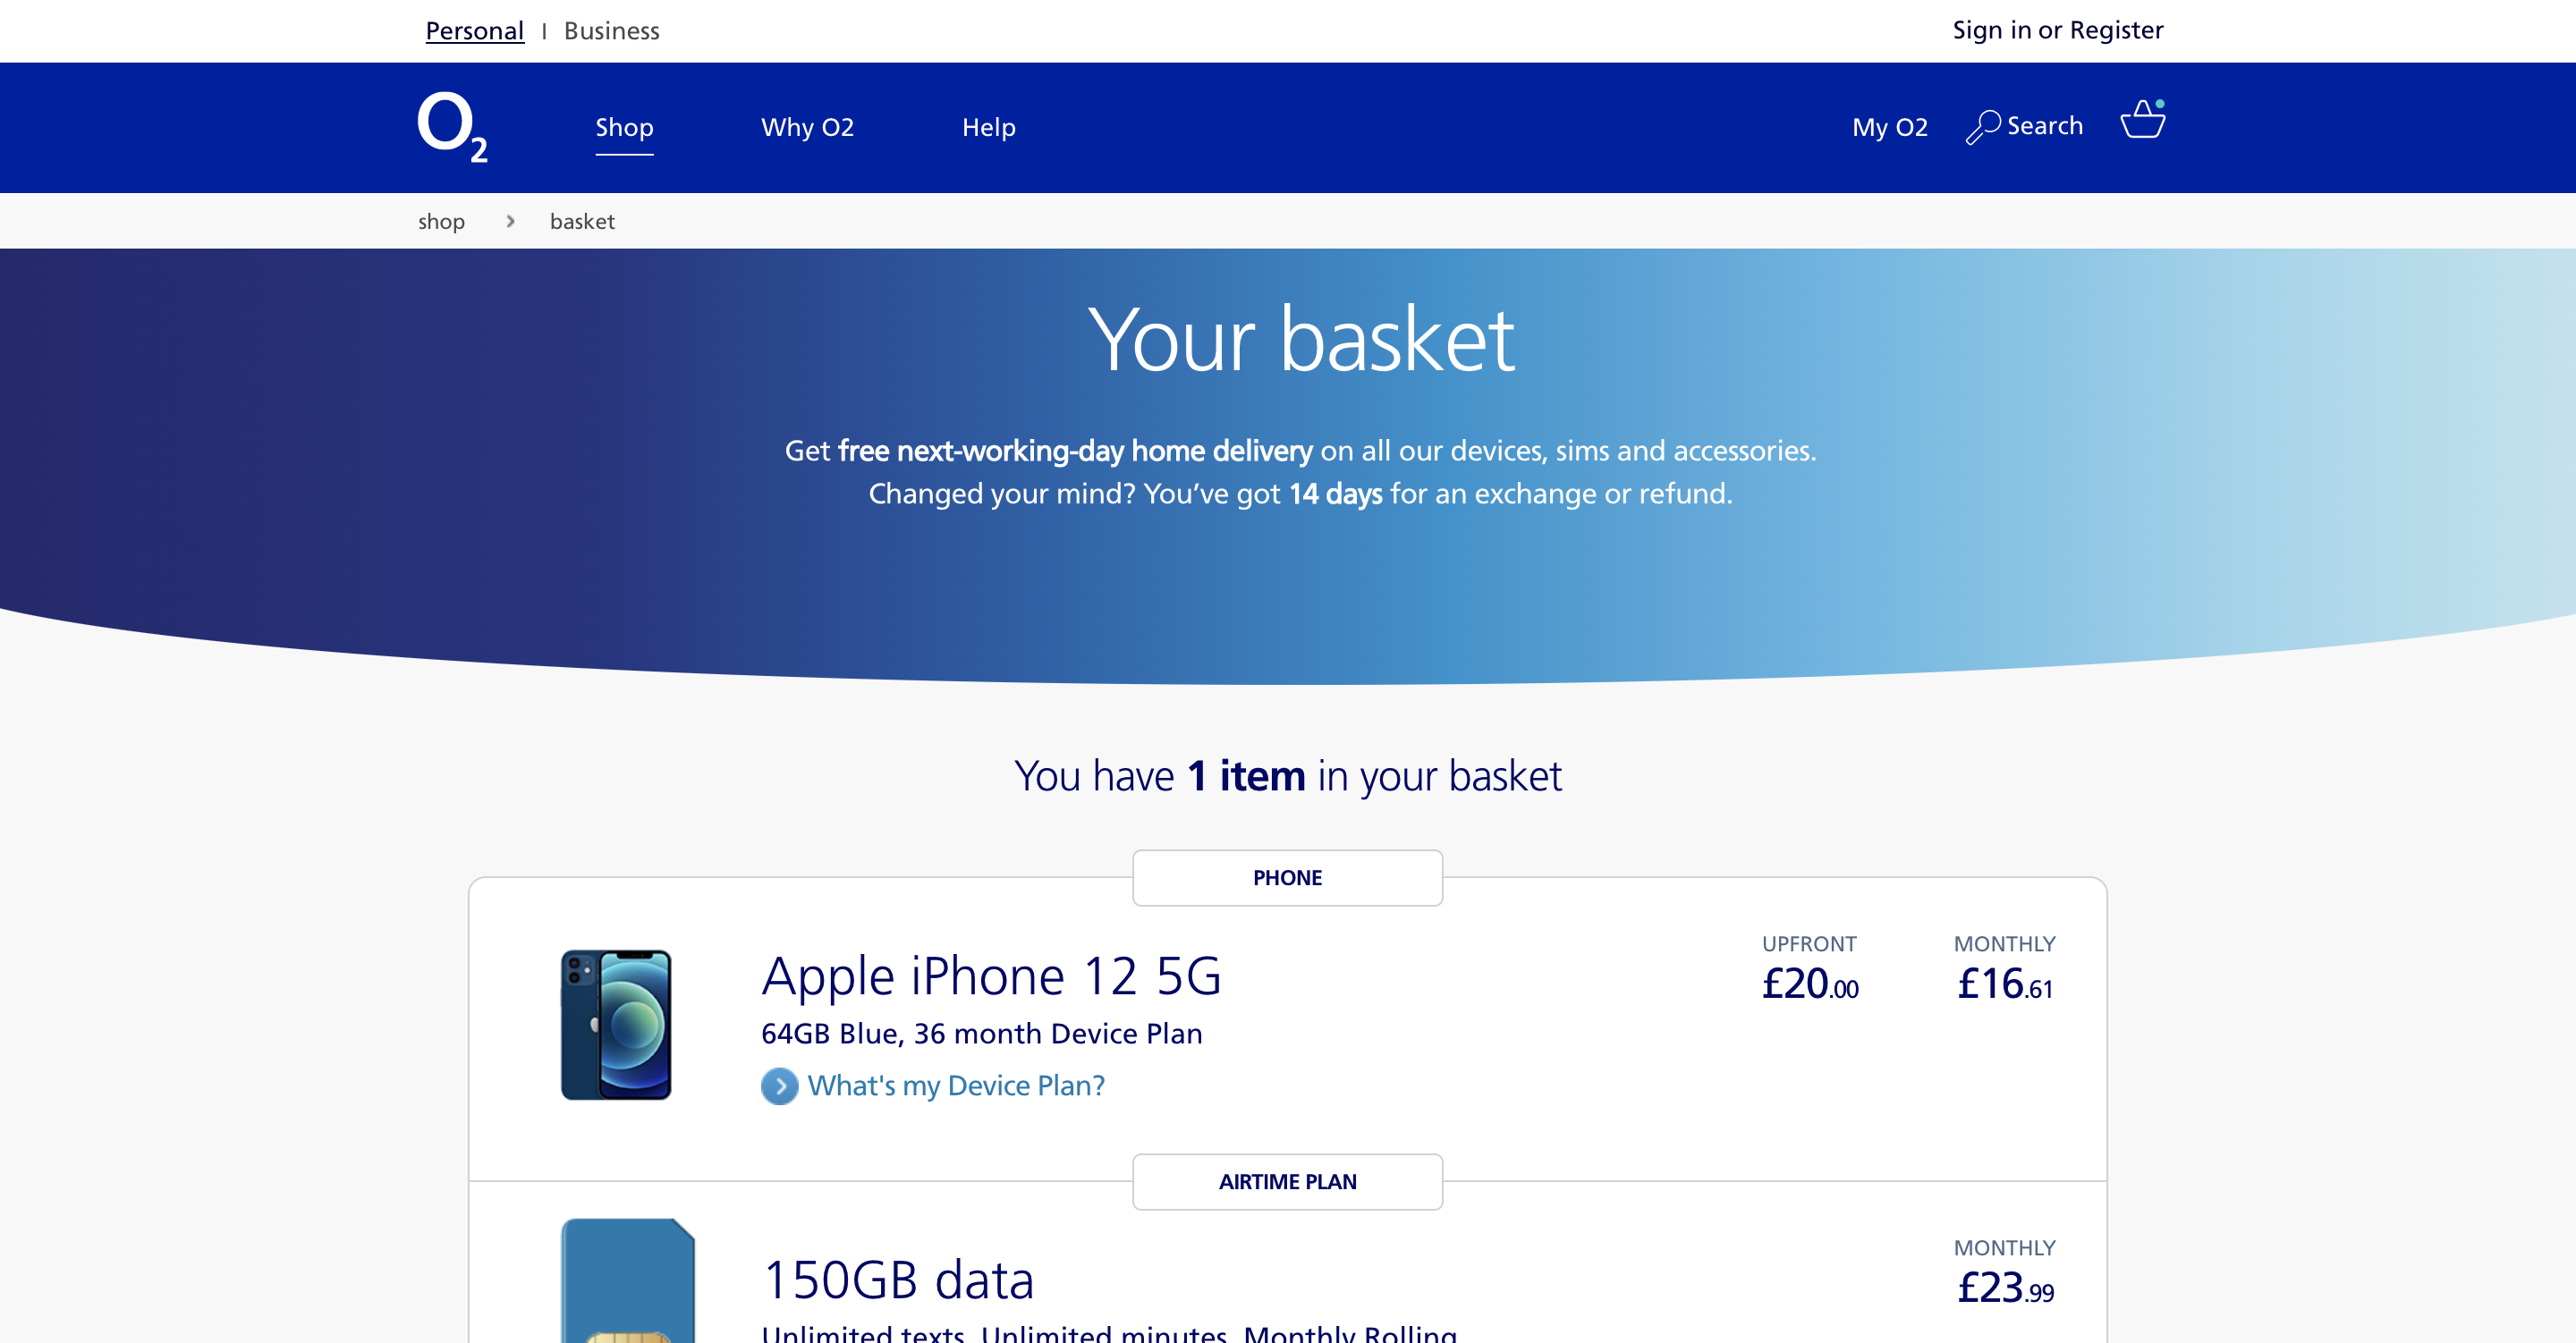 Personal | Business
Sign in or Register
O2
Shop
Why O2
Help
My O2
Search
shop > basket
Your basket
Get free next-working-day home delivery on all our devices, sims and accessories.
Changed your mind? You’ve got 14 days for an exchange or refund.
You have 1 item in your basket
PHONE
Apple iPhone 12 5G
64GB Blue, 36 month Device Plan
What's my Device Plan?
UPFRONT
£20.00
MONTHLY
£16.61
AIRTIME PLAN
150GB data
Unlimited texts, Unlimited minutes, Monthly Rolling
MONTHLY
£23.99